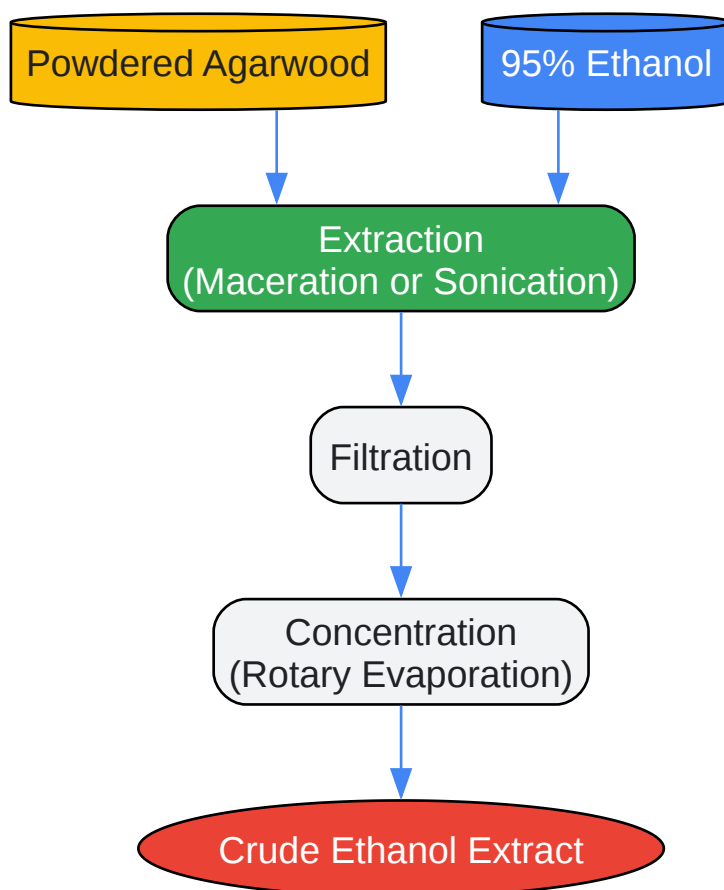 Powdered Agarwood
95% Ethanol
Extraction
(Maceration or Sonication)
Filtration
Concentration
(Rotary Evaporation)
Crude Ethanol Extract